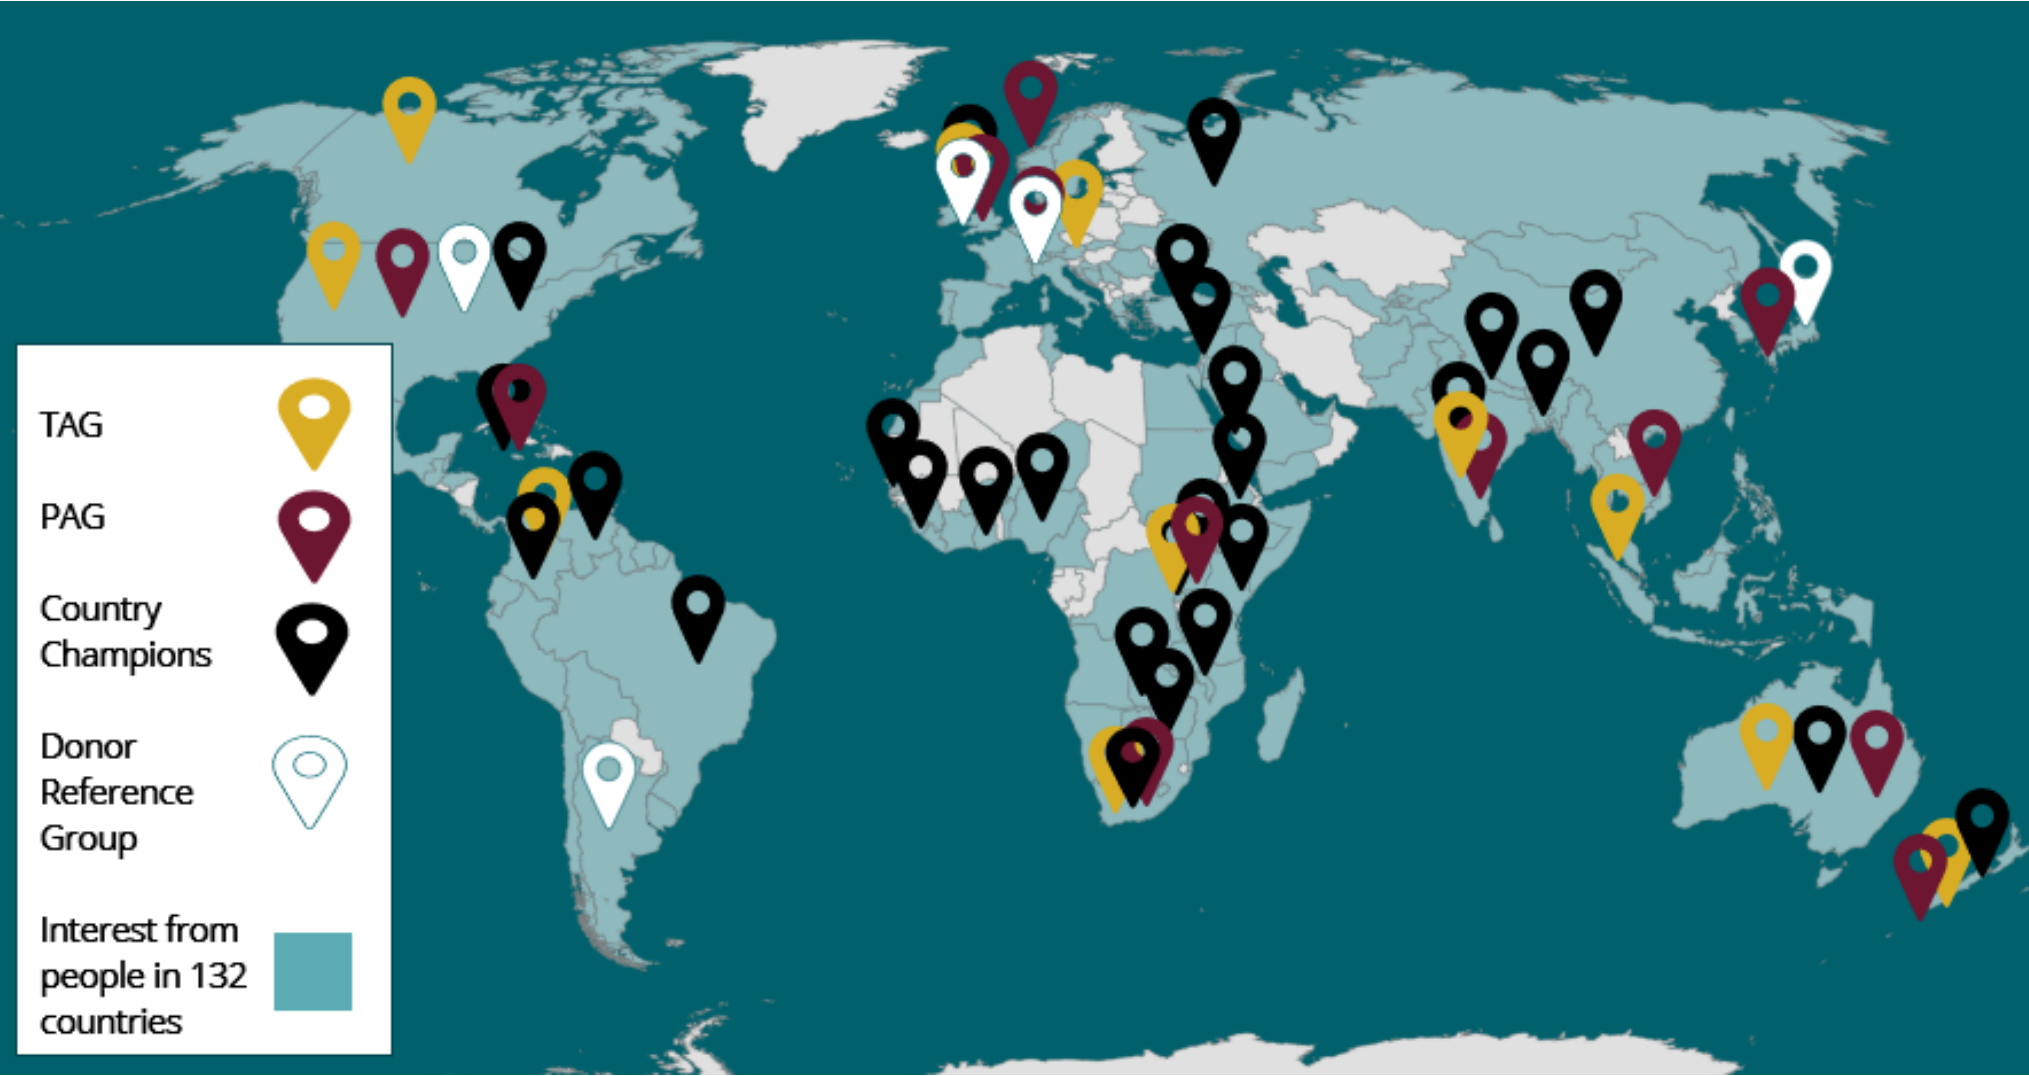 TAG
PAG
Country
Champions
Donor
Reference
Group
Interest from
people in 132
countries